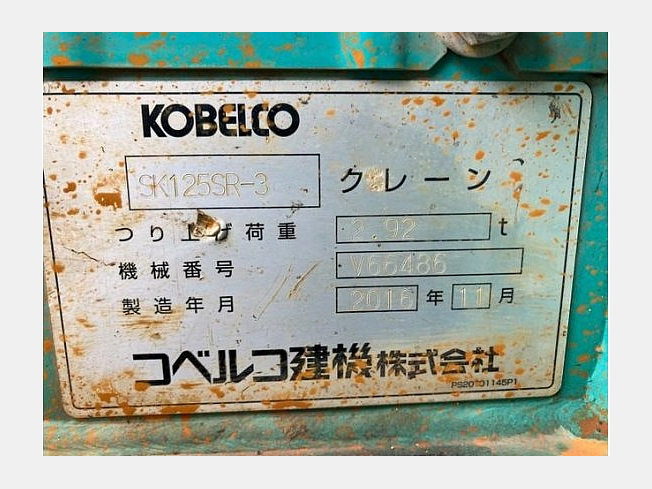 KOBELCO
SK125SR-3 クレーン
つり上げ荷重 2.92 t
機械番号 V66486
製造年月 2016 年 11 月
コベルコ建機株式会社